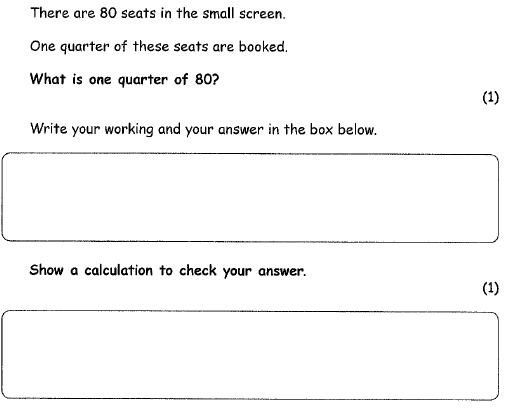 There are 80 seats in the small screen.
One quarter of these seats are booked.
What is one quarter of 80?
(1)
Write your working and your answer in the box below.
Show a calculation to check your answer.
(1)